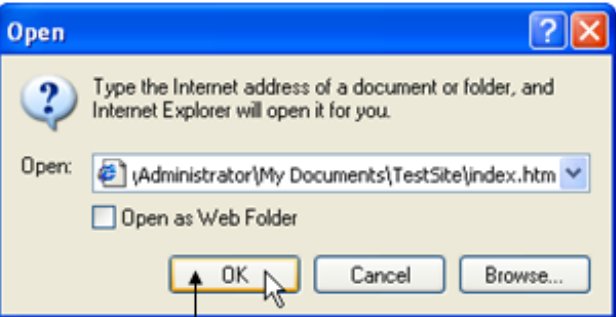 Open
Type the Internet address of a document or folder, and
Internet Explorer will open it for you.
Open: \Administrator\My Documents\TestSite\index.htm
Open as Web Folder
OK Cancel Browse...